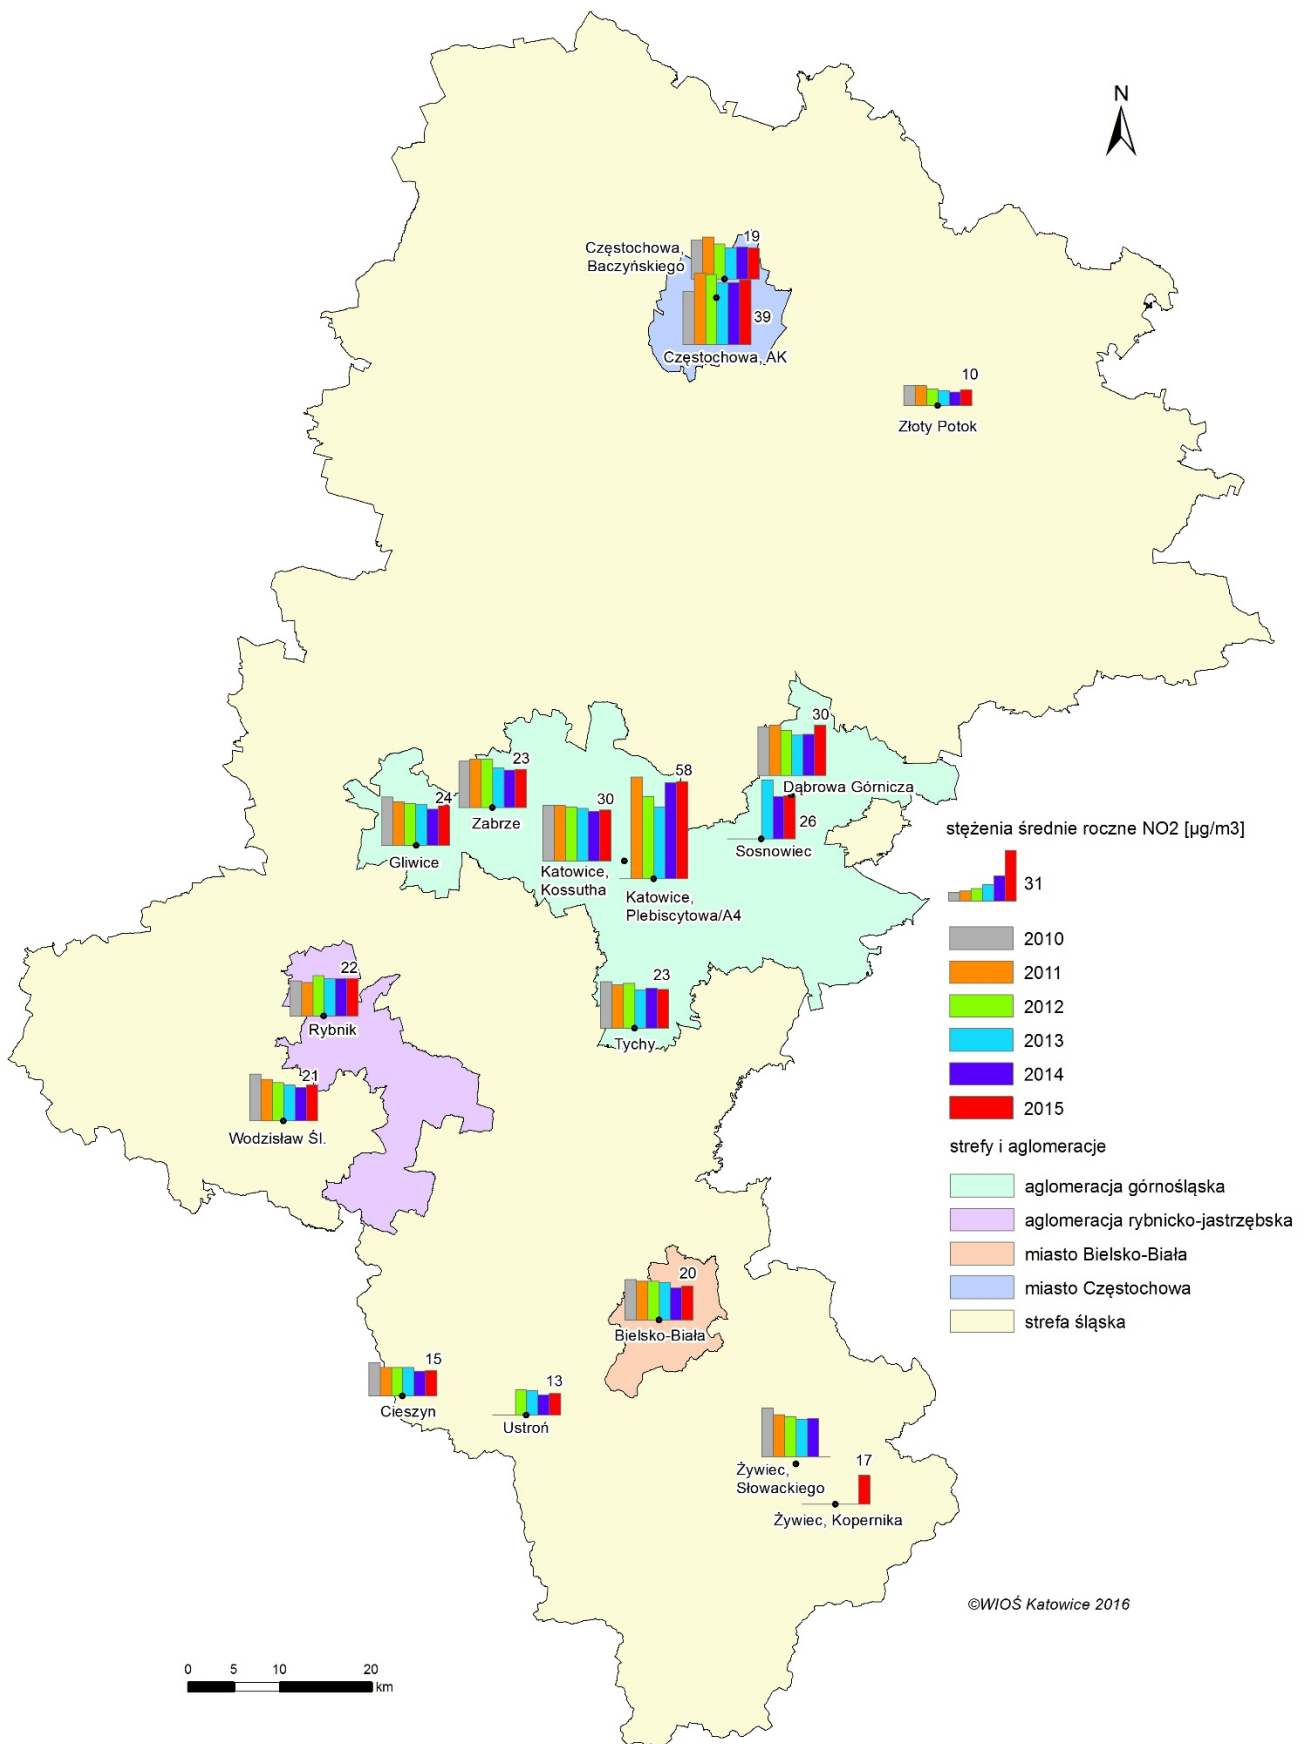 N
Częstochowa,
Baczyńskiego
19
39
Częstochowa, AK
10
Złoty Potok
30
Dąbrowa Górnicza
23
Zabrze
24
Gliwice
30
Katowice,
Kossutha
58
Katowice,
Plebiscytowa/A4
26
Sosnowiec
stężenia średnie roczne NO2 [µg/m3]
31
2010
2011
2012
2013
2014
2015
strefy i aglomeracje
aglomeracja górnośląska
aglomeracja rybnicko-jastrzębska
miasto Bielsko-Biała
miasto Częstochowa
strefa śląska
22
Rybnik
23
Tychy
21
Wodzisław Śl.
20
Bielsko-Biała
15
Cieszyn
13
Ustroń
Żywiec,
Słowackiego
17
Żywiec, Kopernika
©WIOŚ Katowice 2016
0 5 10 20
km